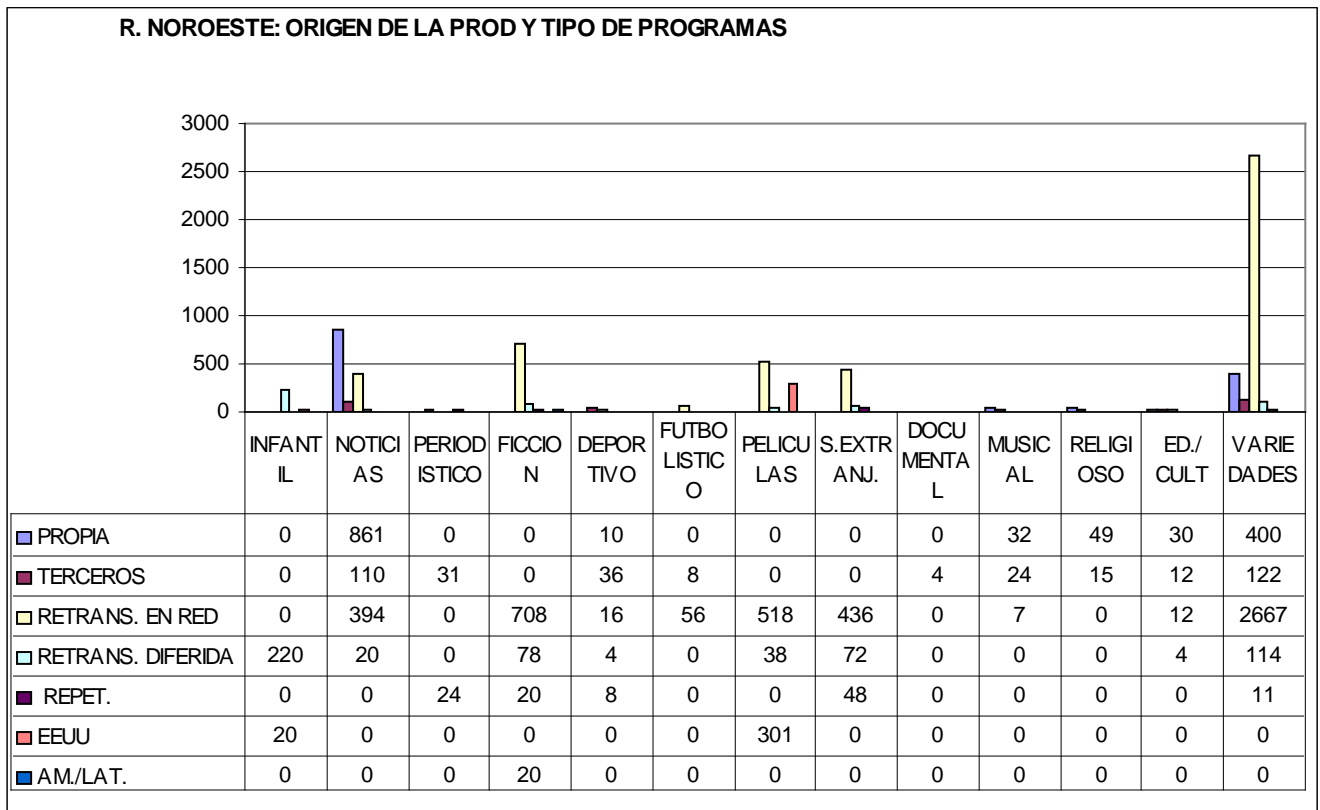 R. NOROESTE: ORIGEN DE LA PROD Y TIPO DE PROGRAMAS
3000
2500
2000
1500
1000
500
0
INFANT
IL
NOTICI
AS
PERIOD
ISTICO
FICCIO
N
DEPOR
TIVO
FUTBO
LISTIC
O
PELICU
LAS
S.EXTR
ANJ.
DOCU
MENTA
L
MUSIC
AL
RELIGI
OSO
ED./
CULT
VARIE
DADES
PROPIA 0 861 0 0 10 0 0 0 0 32 49 30 400
TERCEROS 0 110 31 0 36 8 0 0 4 24 15 12 122
RETRANS. EN RED 0 394 0 708 16 56 518 436 0 7 0 12 2667
RETRANS. DIFERIDA 220 20 0 78 4 0 38 72 0 0 0 4 114
REPET. 0 0 24 20 8 0 0 48 0 0 0 0 11
EEUU 20 0 0 0 0 0 301 0 0 0 0 0 0
AM./LAT. 0 0 0 20 0 0 0 0 0 0 0 0 0